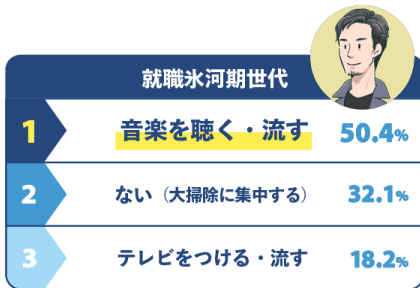 就職氷河期世代
1 音楽を聴く・流す 50.4%
2 ない（大掃除に集中する） 32.1%
3 テレビをつける・流す 18.2%